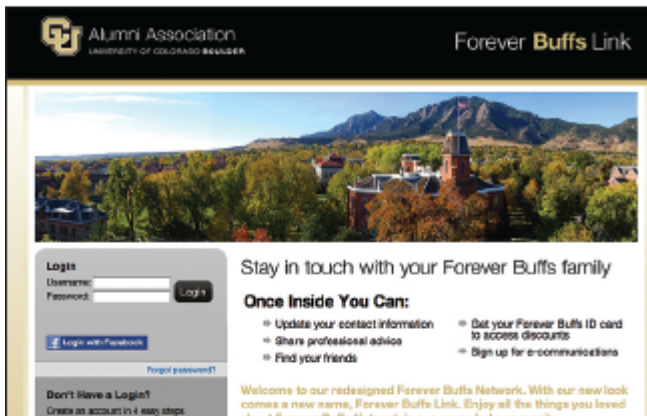 CU Alumni Association
UNIVERSITY OF COLORADO BOULDER
Forever Buffs Link
Login
Username:
Password:
Login
Login with Facebook
Forgot password?
Don't Have a Login?
Create an account in 4 easy steps.
Stay in touch with your Forever Buffs family
Once Inside You Can:
Update your contact information
Share professional advice
Find your friends
Get your Forever Buffs ID card
to access discounts
Sign up for e-communications
Welcome to our redesigned Forever Buffs Network. With our new look
comes a new name, Forever Buffs Link. Enjoy all the things you loved